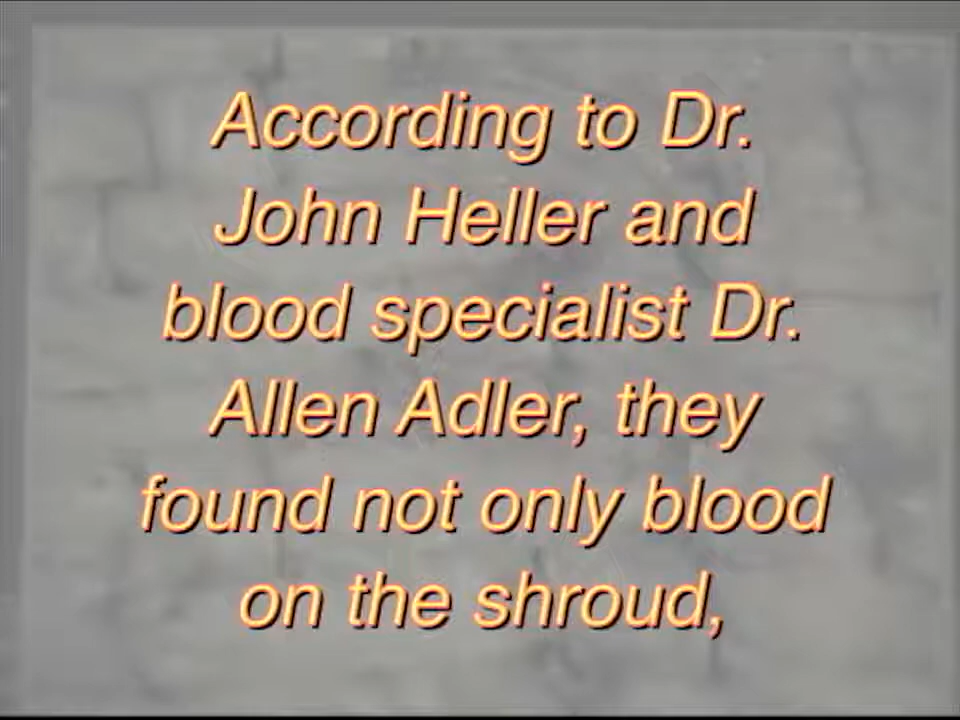 According to Dr.
John Heller and
blood specialist Dr.
Allen Adler, they
found not only blood
on the shroud,